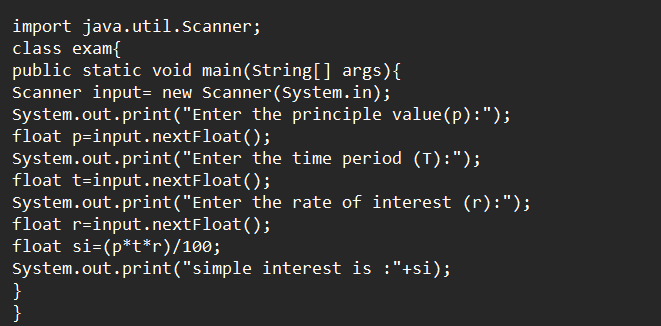 import java.util.Scanner;
class exam{
public static void main(String[] args){
Scanner input= new Scanner(System.in);
System.out.print("Enter the principle value(p):");
float p=input.nextFloat();
System.out.print("Enter the time period (T):");
float t=input.nextFloat();
System.out.print("Enter the rate of interest (r):");
float r=input.nextFloat();
float si=(p*t*r)/100;
System.out.print("simple interest is :"+si);
}
}